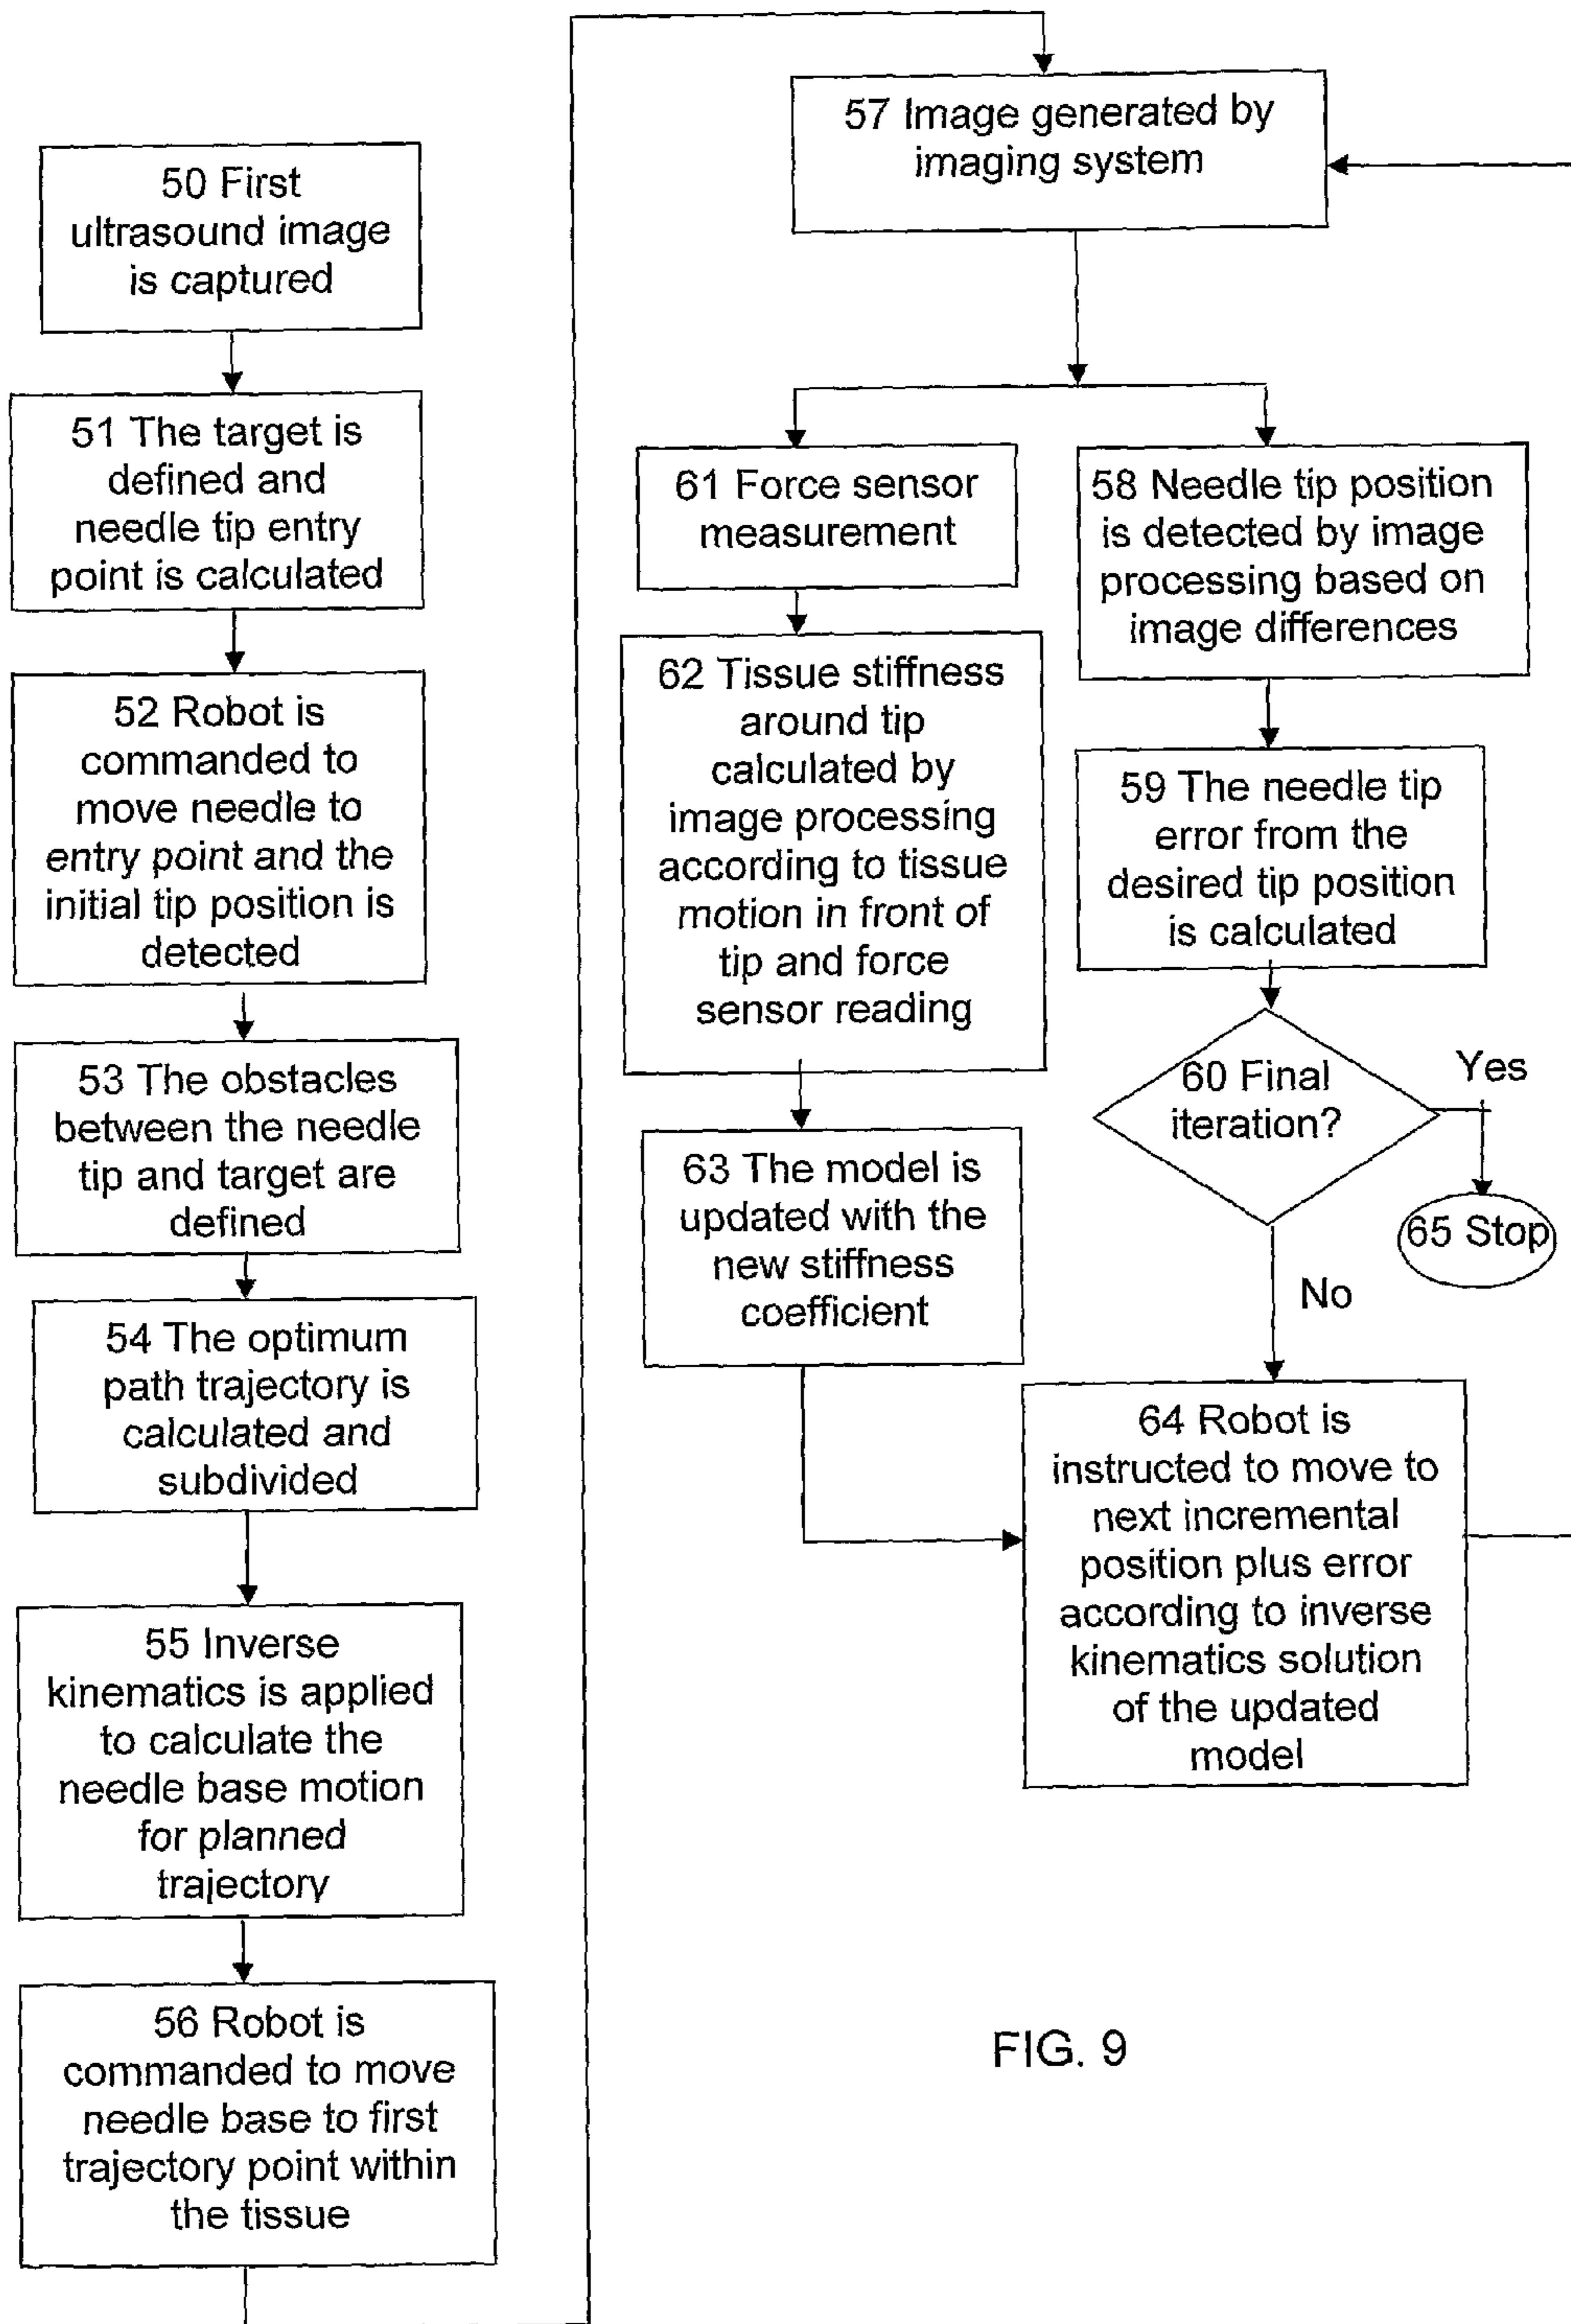 50 First
ultrasound image
is captured
51 The target is
defined and
needle tip entry
point is calculated
52 Robot is
commanded to
move needle to
entry point and the
initial tip position is
detected
53 The obstacles
between the needle
tip and target are
defined
54 The optimum
path trajectory is
calculated and
subdivided
55 Inverse
kinematics is applied
to calculate the
needle base motion
for planned
trajectory
56 Robot is
commanded to move
needle base to first
trajectory point within
the tissue
57 Image generated by
imaging system
61 Force sensor
measurement
62 Tissue stiffness
around tip
calculated by
image processing
according to tissue
motion in front of
tip and force
sensor reading
63 The model is
updated with the
new stiffness
coefficient
58 Needle tip position
is detected by image
processing based on
image differences
59 The needle tip
error from the
desired tip position
is calculated
60 Final
iteration?
Yes
65 Stop
No
64 Robot is
instructed to move to
next incremental
position plus error
according to inverse
kinematics solution
of the updated
model
FIG. 9